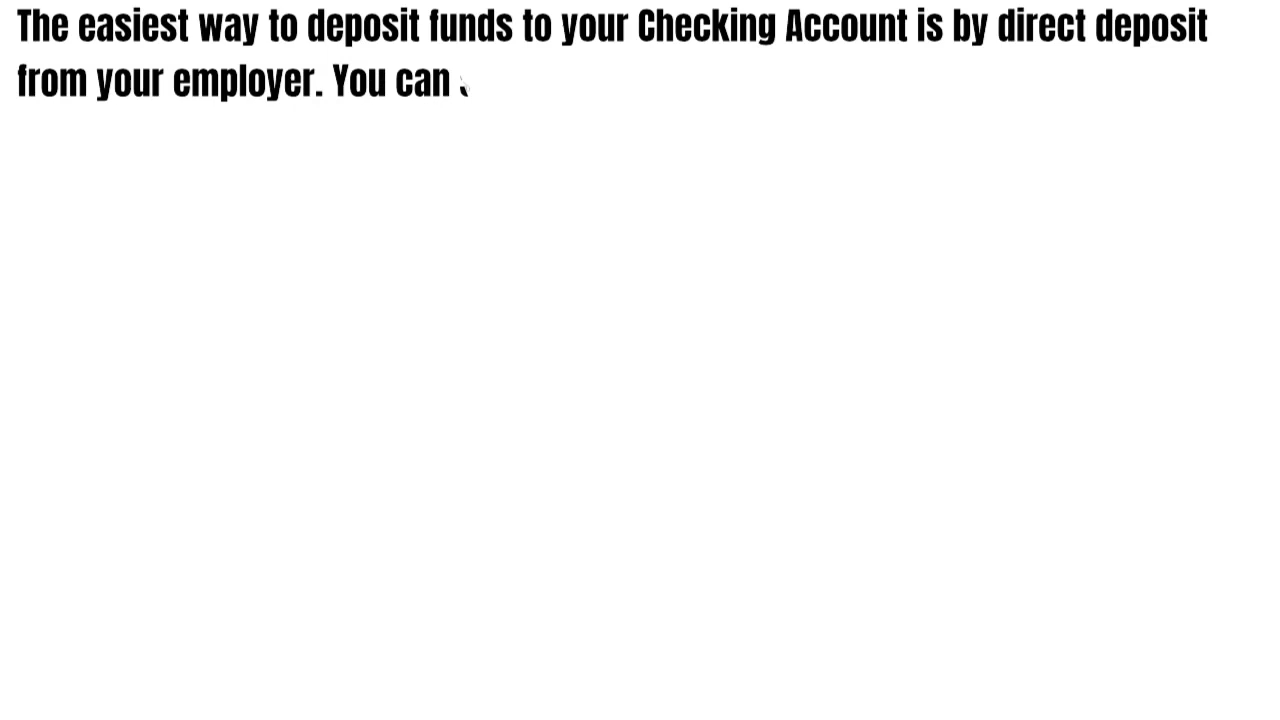 The easiest way to deposit funds to your Checking Account is by direct deposit
from your employer. You can